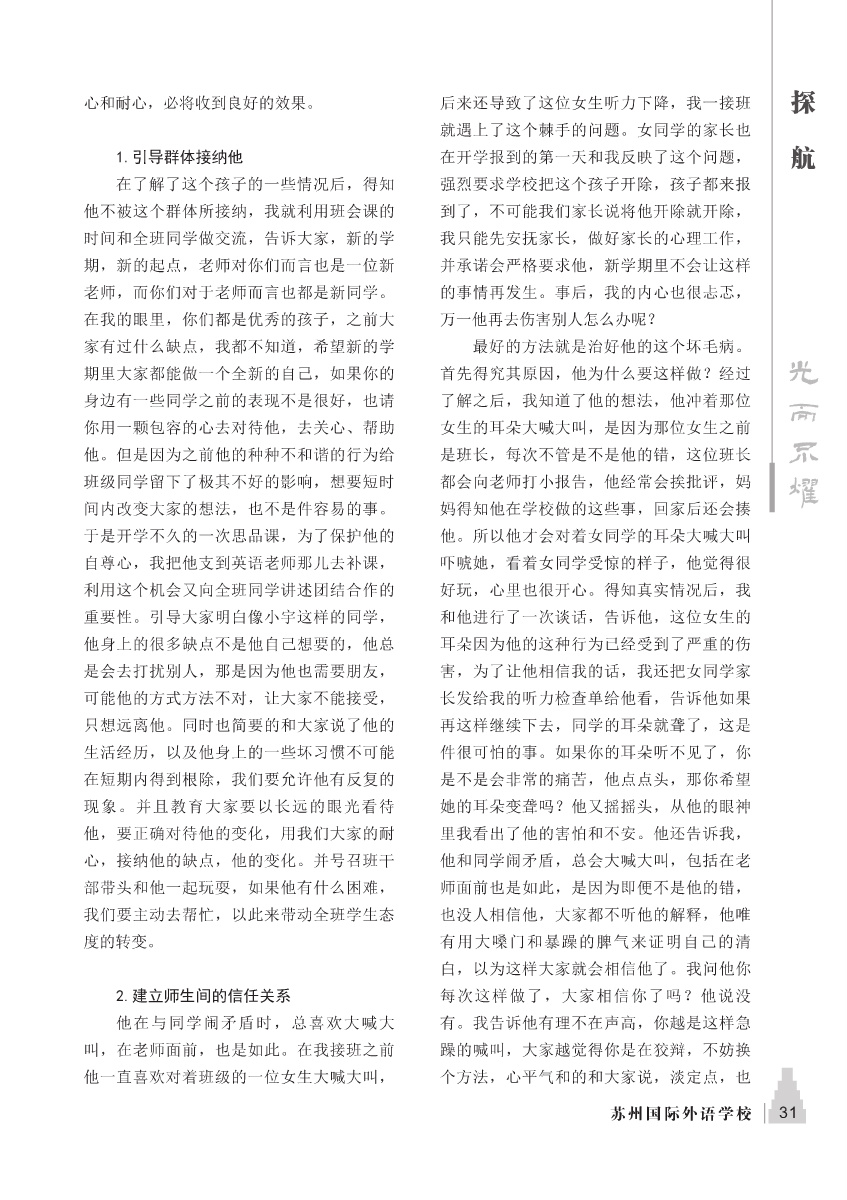 心和耐心，必将收到良好的效果。
1.引导群体接纳他
在了解了这个孩子的一些情况后，得知
他不被这个群体所接纳，我就利用班会课的
时间和全班同学做交流，告诉大家，新的学
期，新的起点，老师对你们而言也是一位新
老师，而你们对于老师而言也都是新同学。
在我的眼里，你们都是优秀的孩子，之前大
家有过什么缺点，我都不知道，希望新的学
期里大家都能做一个全新的自己，如果你的
身边有一些同学之前的表现不是很好，也请
你用一颗包容的心去对待他，去关心、帮助
他。但是因为之前他的种种不和谐的行为给
班级同学留下了极其不好的影响，想要短时
间内改变大家的想法，也不是件容易的事。
于是开学不久的一次思品课，为了保护他的
自尊心，我把他支到英语老师那儿去补课，
利用这个机会又向全班同学讲述团结合作的
重要性。引导大家明白像小宇这样的同学，
他身上的很多缺点不是他自己想要的，他总
是会去打扰别人，那是因为他也需要朋友，
可能他的方式方法不对，让大家不能接受，
只想远离他。同时也简要的和大家说了他的
生活经历，以及他身上的一些坏习惯不可能
在短期内得到根除，我们要允许他有反复的
现象。并且教育大家要以长远的眼光看待
他，要正确对待他的变化，用我们大家的耐
心，接纳他的缺点，他的变化。并号召班干
部带头和他一起玩耍，如果他有什么困难，
我们要主动去帮忙，以此来带动全班学生态
度的转变。
2.建立师生间的信任关系
他在与同学闹矛盾时，总喜欢大喊大
叫，在老师面前，也是如此。在我接班之前
他一直喜欢对着班级的一位女生大喊大叫，
后来还导致了这位女生听力下降，我一接班
就遇上了这个棘手的问题。女同学的家长也
在开学报到的第一天和我反映了这个问题，
强烈要求学校把这个孩子开除，孩子都来报
到了，不可能我们家长说将他开除就开除，
我只能先安抚家长，做好家长的心理工作，
并承诺会严格要求他，新学期里不会让这样
的事情再发生。事后，我的内心也很忐忑，
万一他再去伤害别人怎么办呢？
最好的方法就是治好他的这个坏毛病。
首先得究其原因，他为什么要这样做？经过
了解之后，我知道了他的想法，他冲着那位
女生的耳朵大喊大叫，是因为那位女生之前
是班长，每次不管是不是他的错，这位班长
都会向老师打小报告，他经常会挨批评，妈
妈得知他在学校做的这些事，回家后还会揍
他。所以他才会对着女同学的耳朵大喊大叫
吓唬她，看着女同学受惊的样子，他觉得很
好玩，心里也很开心。得知真实情况后，我
和他进行了一次谈话，告诉他，这位女生的
耳朵因为他的这种行为已经受到了严重的伤
害，为了让他相信我的话，我还把女同学家
长发给我的听力检查单给他看，告诉他如果
再这样继续下去，同学的耳朵就聋了，这是
件很可怕的事。如果你的耳朵听不见了，你
是不是会非常的痛苦，他点点头，那你希望
她的耳朵变聋吗？他又摇摇头，从他的眼神
里我看出了他的害怕和不安。他还告诉我，
他和同学闹矛盾，总会大喊大叫，包括在老
师面前也是如此，是因为即便不是他的错，
也没人相信他，大家都不听他的解释，他唯
有用大嗓门和暴躁的脾气来证明自己的清
白，以为这样大家就会相信他了。我问他你
每次这样做了，大家相信你了吗？他说没
有。我告诉他有理不在声高，你越是这样急
躁的喊叫，大家越觉得你是在狡辩，不妨换
个方法，心平气和的和大家说，淡定点，也
探航
光而不耀
苏州国际外语学校 31